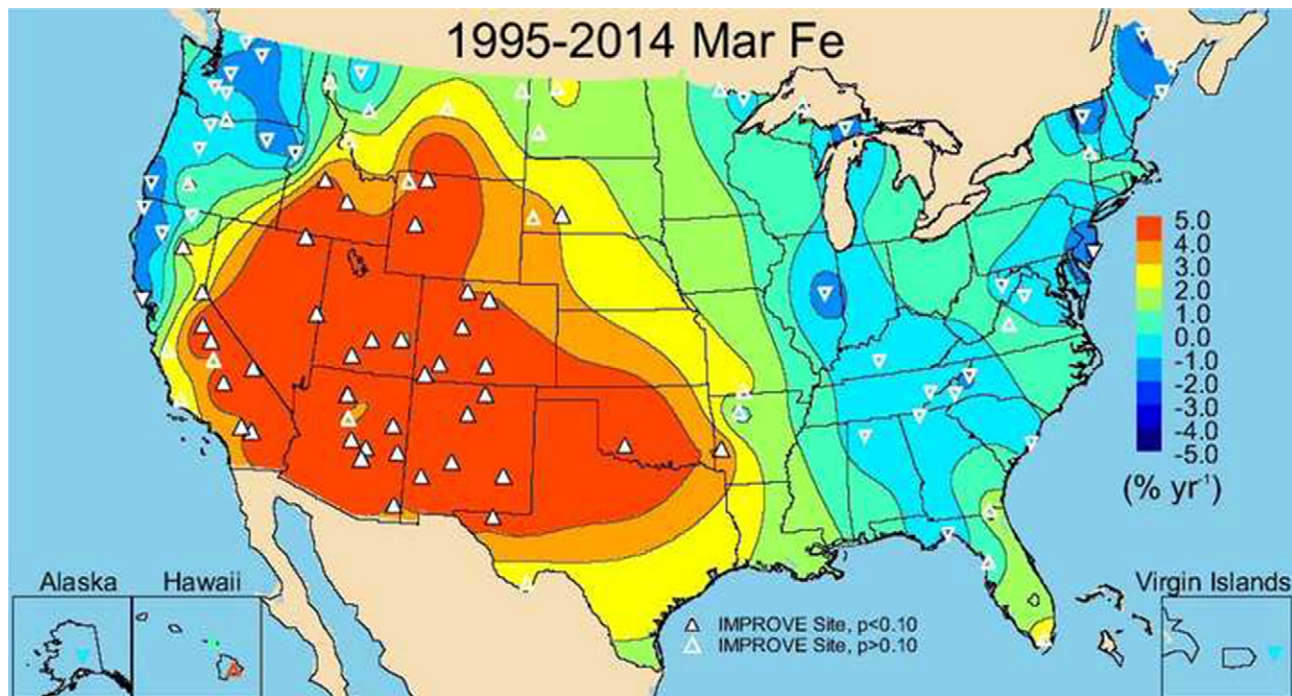 1995-2014 Mar Fe
5.0
4.0
3.0
2.0
1.0
0.0
-1.0
-2.0
-3.0
-4.0
-5.0
(% yr⁻¹)
Alaska
Hawaii
Virgin Islands
IMPROVE Site, p<0.10
IMPROVE Site, p>0.10